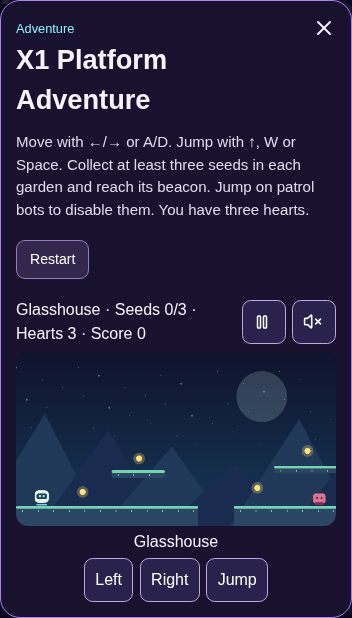 Adventure
X1 Platform
Adventure
Move with ←/→ or A/D. Jump with ↑, W or
Space. Collect at least three seeds in each
garden and reach its beacon. Jump on patrol
bots to disable them. You have three hearts.
Restart
Glasshouse · Seeds 0/3 ·
Hearts 3 · Score 0
Glasshouse
Left Right Jump